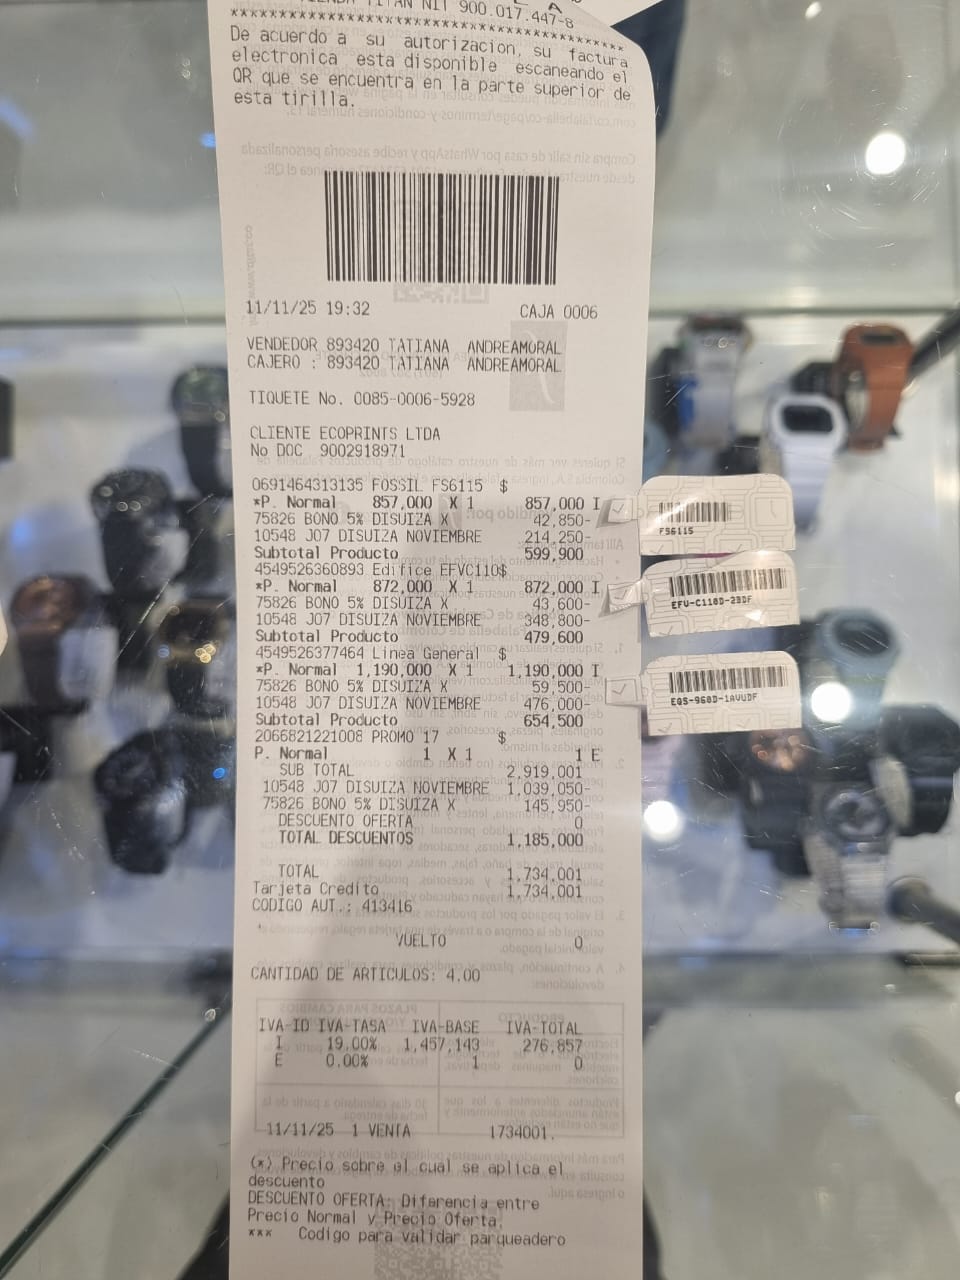 NIT 900.017.447-8
****************************************
De acuerdo a su autorizacion, su factura
electronica esta disponible escaneando el
QR que se encuentra en la parte superior de
esta tirilla.
11/11/25 19:32 CAJA 0006
VENDEDOR 893420 TATIANA ANDREAMORAL
CAJERO : 893420 TATIANA ANDREAMORAL
TIQUETE No. 0085-0006-5928
CLIENTE ECOPRINTS LTDA
No DOC 9002918971
0691464313135 FOSSIL FS6115 $
*P. Normal 857,000 X 1 857,000 I
75826 BONO 5% DISUIZA X 42,850-
10548 J07 DISUIZA NOVIEMBRE 214,250-
Subtotal Producto 599,900
4549526360893 Edifice EFVC110$
*P. Normal 872,000 X 1 872,000 I
75826 BONO 5% DISUIZA X 43,600-
10548 J07 DISUIZA NOVIEMBRE 348,800-
Subtotal Producto 479,600
4549526377464 Linea General $
*P. Normal 1,190,000 X 1 1,190,000 I
75826 BONO 5% DISUIZA X 59,500-
10548 J07 DISUIZA NOVIEMBRE 476,000-
Subtotal Producto 654,500
2066821221008 PROMO 17 $
P. Normal 1 X 1 1 E
SUB TOTAL 2,919,001
10548 J07 DISUIZA NOVIEMBRE 1,039,050-
75826 BONO 5% DISUIZA X 145,950-
DESCUENTO OFERTA 0
TOTAL DESCUENTOS 1,185,000
TOTAL 1,734,001
Tarjeta Credito 1,734,001
CODIGO AUT.: 413416
VUELTO 0
CANTIDAD DE ARTICULOS: 4.00
IVA-ID IVA-TASA IVA-BASE IVA-TOTAL
I 19.00% 1,457,143 276,857
E 0.00% 1 0
11/11/25 1 VENTA 1734001.
(*) Precio sobre el cual se aplica el
descuento
DESCUENTO OFERTA: Diferencia entre
Precio Normal y Precio Oferta.
*** Codigo para validar parqueadero
FS6115
EFV-C110D-2BDF
EQS-960D-1AVUDF